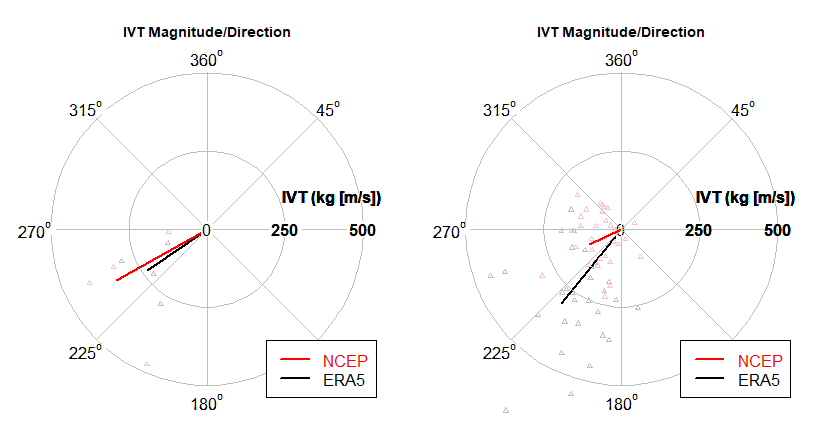 IVT Magnitude/Direction
360°
315°
45°
IVT (kg [m/s])
270°
0
250
500
225°
180°
NCEP
ERA5
IVT Magnitude/Direction
360°
315°
45°
IVT (kg [m/s])
270°
0
250
500
225°
180°
NCEP
ERA5